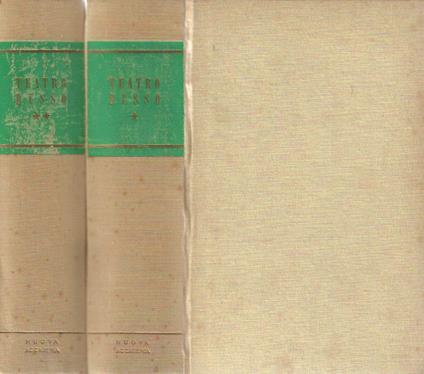 TEATRO
RUSSO
**
NUOVA
ACCADEMIA
TEATRO
RUSSO
*
NUOVA
ACCADEMIA